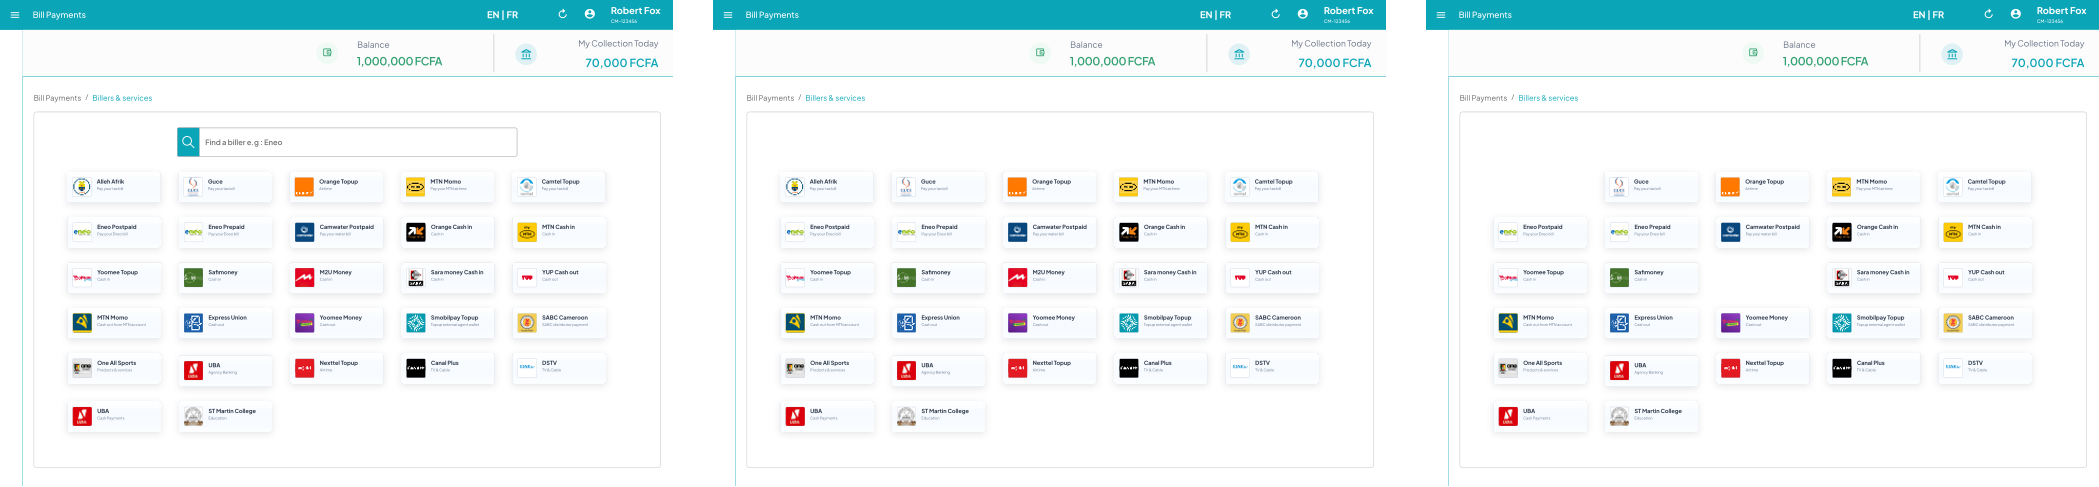 Bill Payments
EN | FR
Robert Fox
CM-123456
Balance
1,000,000 FCFA
My Collection Today
70,000 FCFA
Bill Payments / Billers & services
Find a biller e. g : Eneo
Alleh Afrik
Pay your taxbill
Guce
Pay your taxbill
Orange Topup
Airtime
MTN Momo
Pay your MTN airtime
Camtel Topup
Pay your taxbill
Eneo Postpaid
Pay your Eneo bill
Eneo Prepaid
Pay your Eneo bill
Camwater Postpaid
Pay your water bill
Orange Cash in
Cash in
MTN Cash in
Cash in
Yoomee Topup
Cash in
Safimoney
Cash in
M2U Money
Cash in
Sara money Cash in
Cash in
YUP Cash out
Cash out
MTN Momo
Cash out from MTN account
Express Union
Cash out
Yoomee Money
Cash out
Smobilpay Topup
Topup external agent wallet
SABC Cameroon
SABC distributor payment
One All Sports
Products & services
UBA
Agency Banking
Nexttel Topup
Airtime
Canal Plus
TV & Cable
DSTV
TV & Cable
UBA
Cash Payments
ST Martin College
Education
Bill Payments
EN | FR
Robert Fox
CM-123456
Balance
1,000,000 FCFA
My Collection Today
70,000 FCFA
Bill Payments / Billers & services
Alleh Afrik
Pay your taxbill
Guce
Pay your taxbill
Orange Topup
Airtime
MTN Momo
Pay your MTN airtime
Camtel Topup
Pay your taxbill
Eneo Postpaid
Pay your Eneo bill
Eneo Prepaid
Pay your Eneo bill
Camwater Postpaid
Pay your water bill
Orange Cash in
Cash in
MTN Cash in
Cash in
Yoomee Topup
Cash in
Safimoney
Cash in
M2U Money
Cash in
Sara money Cash in
Cash in
YUP Cash out
Cash out
MTN Momo
Cash out from MTN account
Express Union
Cash out
Yoomee Money
Cash out
Smobilpay Topup
Topup external agent wallet
SABC Cameroon
SABC distributor payment
One All Sports
Products & services
UBA
Agency Banking
Nexttel Topup
Airtime
Canal Plus
TV & Cable
DSTV
TV & Cable
UBA
Cash Payments
ST Martin College
Education
Bill Payments
EN | FR
Robert Fox
CM-123456
Balance
1,000,000 FCFA
My Collection Today
70,000 FCFA
Bill Payments / Billers & services
Guce
Pay your taxbill
Orange Topup
Airtime
MTN Momo
Pay your MTN airtime
Camtel Topup
Pay your taxbill
Eneo Postpaid
Pay your Eneo bill
Eneo Prepaid
Pay your Eneo bill
Camwater Postpaid
Pay your water bill
Orange Cash in
Cash in
MTN Cash in
Cash in
Yoomee Topup
Cash in
Safimoney
Cash in
Sara money Cash in
Cash in
YUP Cash out
Cash out
MTN Momo
Cash out from MTN account
Express Union
Cash out
Yoomee Money
Cash out
Smobilpay Topup
Topup external agent wallet
SABC Cameroon
SABC distributor payment
One All Sports
Products & services
UBA
Agency Banking
Nexttel Topup
Airtime
Canal Plus
TV & Cable
DSTV
TV & Cable
UBA
Cash Payments
ST Martin College
Education